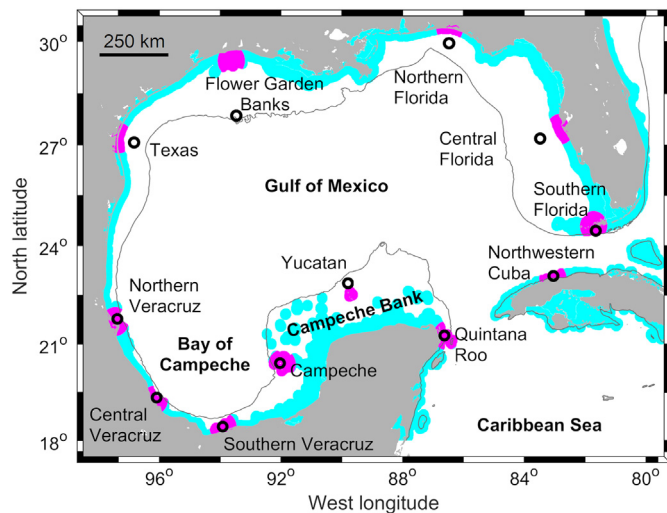 30°
27°
24°
21°
18°
North latitude
250 km
Flower Garden
Banks
Northern
Florida
Texas
Central
Florida
Gulf of Mexico
Southern
Florida
Yucatan
Northwestern
Cuba
Northern
Veracruz
Campeche Bank
Bay of
Campeche
Quintana
Roo
Campeche
Central
Veracruz
Southern Veracruz
Caribbean Sea
96°
92°
88°
84°
80°
West longitude